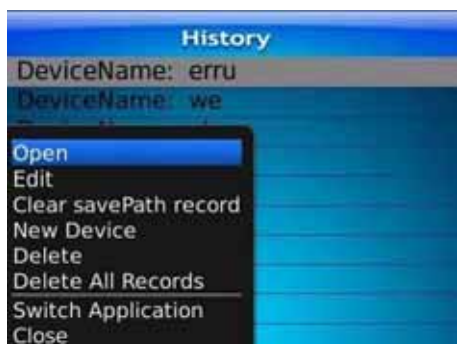 History
DeviceName: erru
DeviceName: we
Open
Edit
Clear savePath record
New Device
Delete
Delete All Records
Switch Application
Close